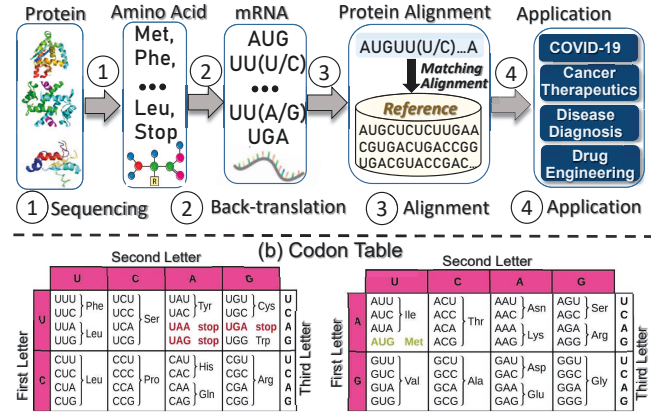 Protein
Amino Acid
mRNA
Protein Alignment
Application
1
Met,
Phe,
•••
Leu,
Stop
R
2
AUG
UU(U/C)
•••
UU(A/G)
UGA
3
AUGUU(U/C)...A
Matching
Alignment
Reference
AUGCUCUCUUGAA
CGUGACUGACCGG
UGACGUACCGAC..
4
COVID-19
Cancer
Therapeutics
Disease
Diagnosis
Drug
Engineering
1 Sequencing
2 Back-translation
3 Alignment
4 Application
(b) Codon Table
Second Letter
U C A G
First Letter
U
UUU
UUC
Phe
UUA
UUG
Leu
UCU
UCC
UCA
UCG
Ser
UAU
UAC
Tyr
UAA stop
UAG stop
UGU
UGC
Cys
UGA stop
UGG Trp
U
C
A
G
C
CUU
CUC
CUA
CUG
Leu
CCU
CCC
CCA
CCG
Pro
CAU
CAC
His
CAA
CAG
Gln
CGU
CGC
CGA
CGG
Arg
U
C
A
G
Third Letter
Second Letter
U C A G
First Letter
A
AUU
AUC
AUA
Ile
AUG Met
ACU
ACC
ACA
ACG
Thr
AAU
AAC
Asn
AAA
AAG
Lys
AGU
AGC
Ser
AGA
AGG
Arg
U
C
A
G
G
GUU
GUC
GUA
GUG
Val
GCU
GCC
GCA
GCG
Ala
GAU
GAC
Asp
GAA
GAG
Glu
GGU
GGC
GGA
GGG
Gly
U
C
A
G
Third Letter